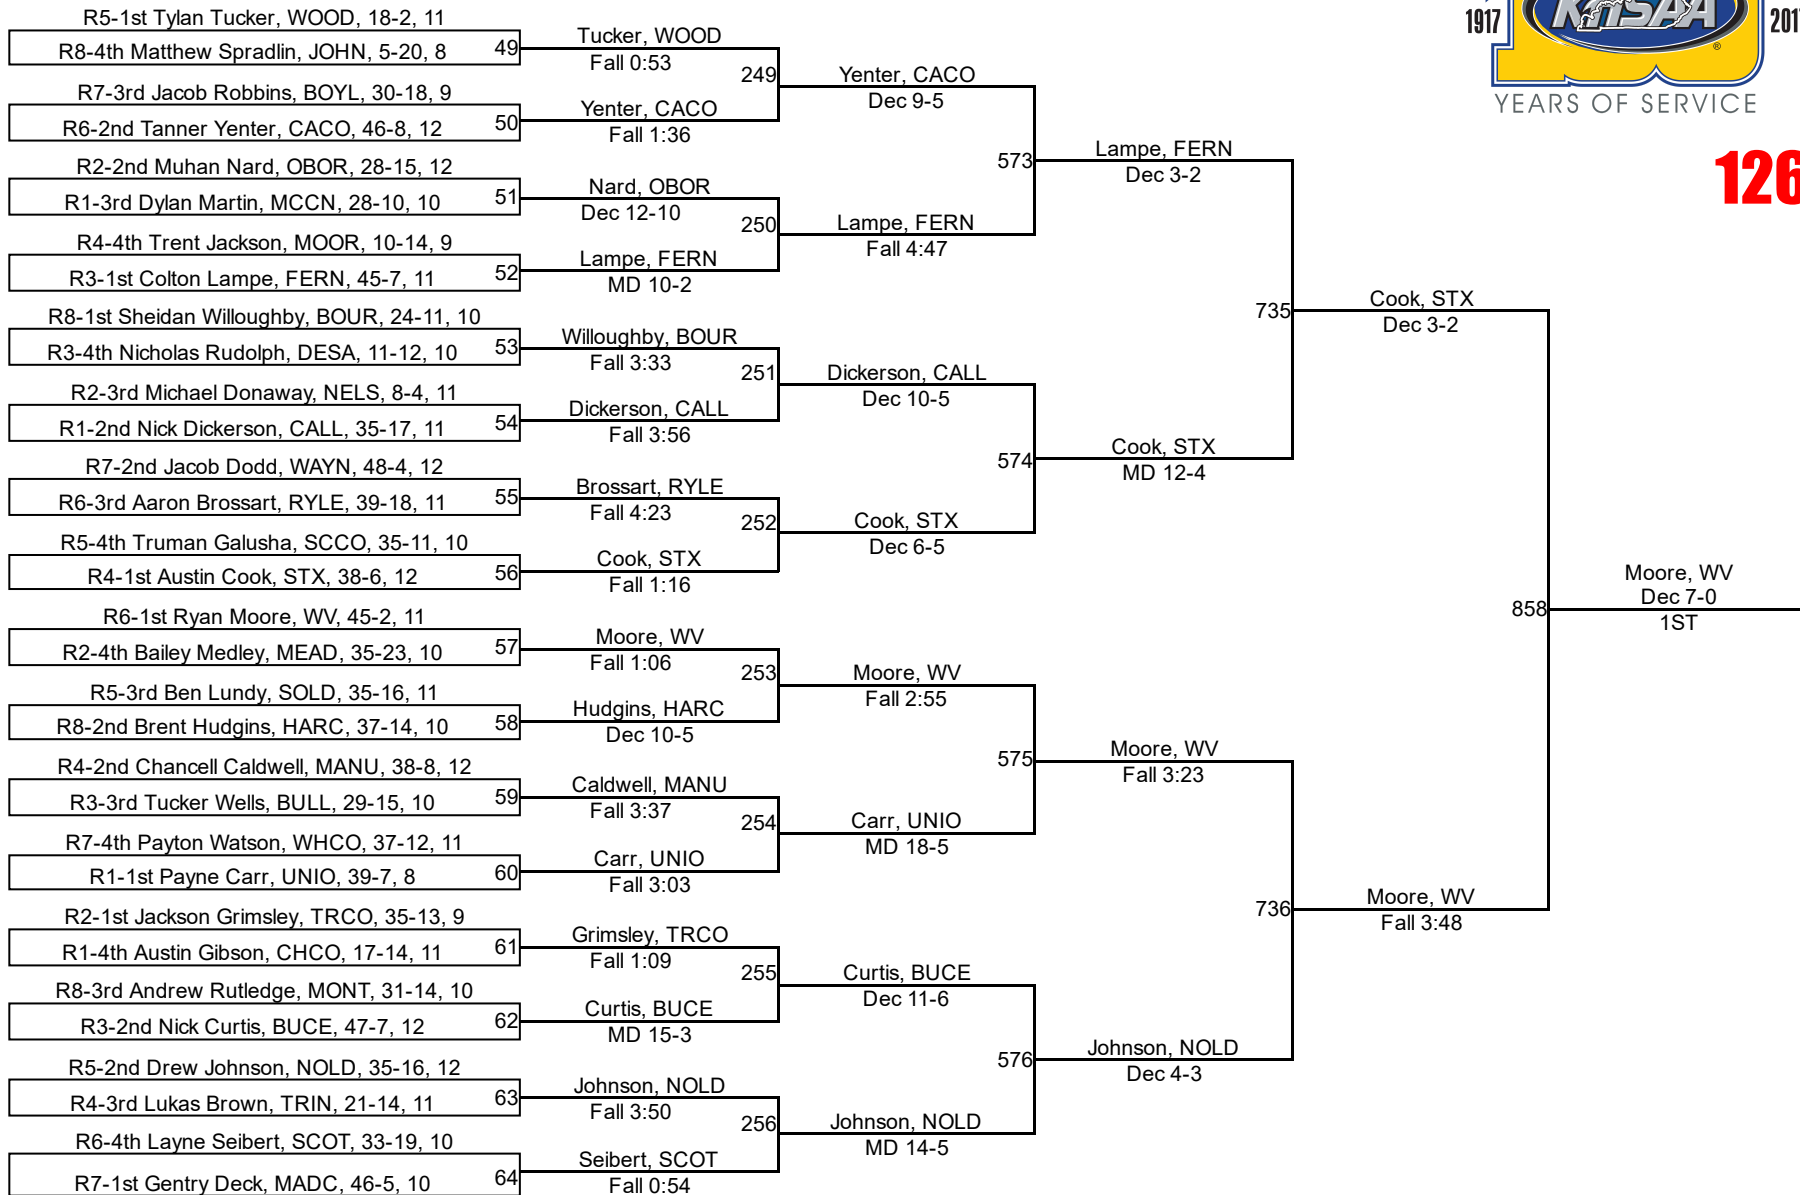 R5-1st Tylan Tucker, WOOD, 18-2, 11
R8-4th Matthew Spradlin, JOHN, 5-20, 8
49
R7-3rd Jacob Robbins, BOYL, 30-18, 9
R6-2nd Tanner Yenter, CACO, 46-8, 12
50
R2-2nd Muhan Nard, OBOR, 28-15, 12
R1-3rd Dylan Martin, MCCN, 28-10, 10
51
R4-4th Trent Jackson, MOOR, 10-14, 9
R3-1st Colton Lampe, FERN, 45-7, 11
52
R8-1st Sheidan Willoughby, BOUR, 24-11, 10
R3-4th Nicholas Rudolph, DESA, 11-12, 10
53
R2-3rd Michael Donaway, NELS, 8-4, 11
R1-2nd Nick Dickerson, CALL, 35-17, 11
54
R7-2nd Jacob Dodd, WAYN, 48-4, 12
R6-3rd Aaron Brossart, RYLE, 39-18, 11
55
R5-4th Truman Galusha, SCCO, 35-11, 10
R4-1st Austin Cook, STX, 38-6, 12
56
R6-1st Ryan Moore, WV, 45-2, 11
R2-4th Bailey Medley, MEAD, 35-23, 10
57
R5-3rd Ben Lundy, SOLD, 35-16, 11
R8-2nd Brent Hudgins, HARC, 37-14, 10
58
R4-2nd Chancell Caldwell, MANU, 38-8, 12
R3-3rd Tucker Wells, BULL, 29-15, 10
59
R7-4th Payton Watson, WHCO, 37-12, 11
R1-1st Payne Carr, UNIO, 39-7, 8
60
R2-1st Jackson Grimsley, TRCO, 35-13, 9
R1-4th Austin Gibson, CHCO, 17-14, 11
61
R8-3rd Andrew Rutledge, MONT, 31-14, 10
R3-2nd Nick Curtis, BUCE, 47-7, 12
62
R5-2nd Drew Johnson, NOLD, 35-16, 12
R4-3rd Lukas Brown, TRIN, 21-14, 11
63
R6-4th Layne Seibert, SCOT, 33-19, 10
R7-1st Gentry Deck, MADC, 46-5, 10
64
Tucker, WOOD
Fall 0:53
249
Yenter, CACO
Fall 1:36
Nard, OBOR
Dec 12-10
250
Lampe, FERN
MD 10-2
Willoughby, BOUR
Fall 3:33
251
Dickerson, CALL
Fall 3:56
Brossart, RYLE
Fall 4:23
252
Cook, STX
Fall 1:16
Moore, WV
Fall 1:06
253
Hudgins, HARC
Dec 10-5
Caldwell, MANU
Fall 3:37
254
Carr, UNIO
Fall 3:03
Grimsley, TRCO
Fall 1:09
255
Curtis, BUCE
MD 15-3
Johnson, NOLD
Fall 3:50
256
Seibert, SCOT
Fall 0:54
Yenter, CACO
Dec 9-5
573
Lampe, FERN
Fall 4:47
Dickerson, CALL
Dec 10-5
574
Cook, STX
Dec 6-5
Moore, WV
Fall 2:55
575
Carr, UNIO
MD 18-5
Curtis, BUCE
Dec 11-6
576
Johnson, NOLD
MD 14-5
Lampe, FERN
Dec 3-2
735
Cook, STX
MD 12-4
Moore, WV
Fall 3:23
736
Johnson, NOLD
Dec 4-3
Cook, STX
Dec 3-2
858
Moore, WV
Fall 3:48
Moore, WV
Dec 7-0
1ST
1917
KHSAA
®
201
YEARS OF SERVICE
126